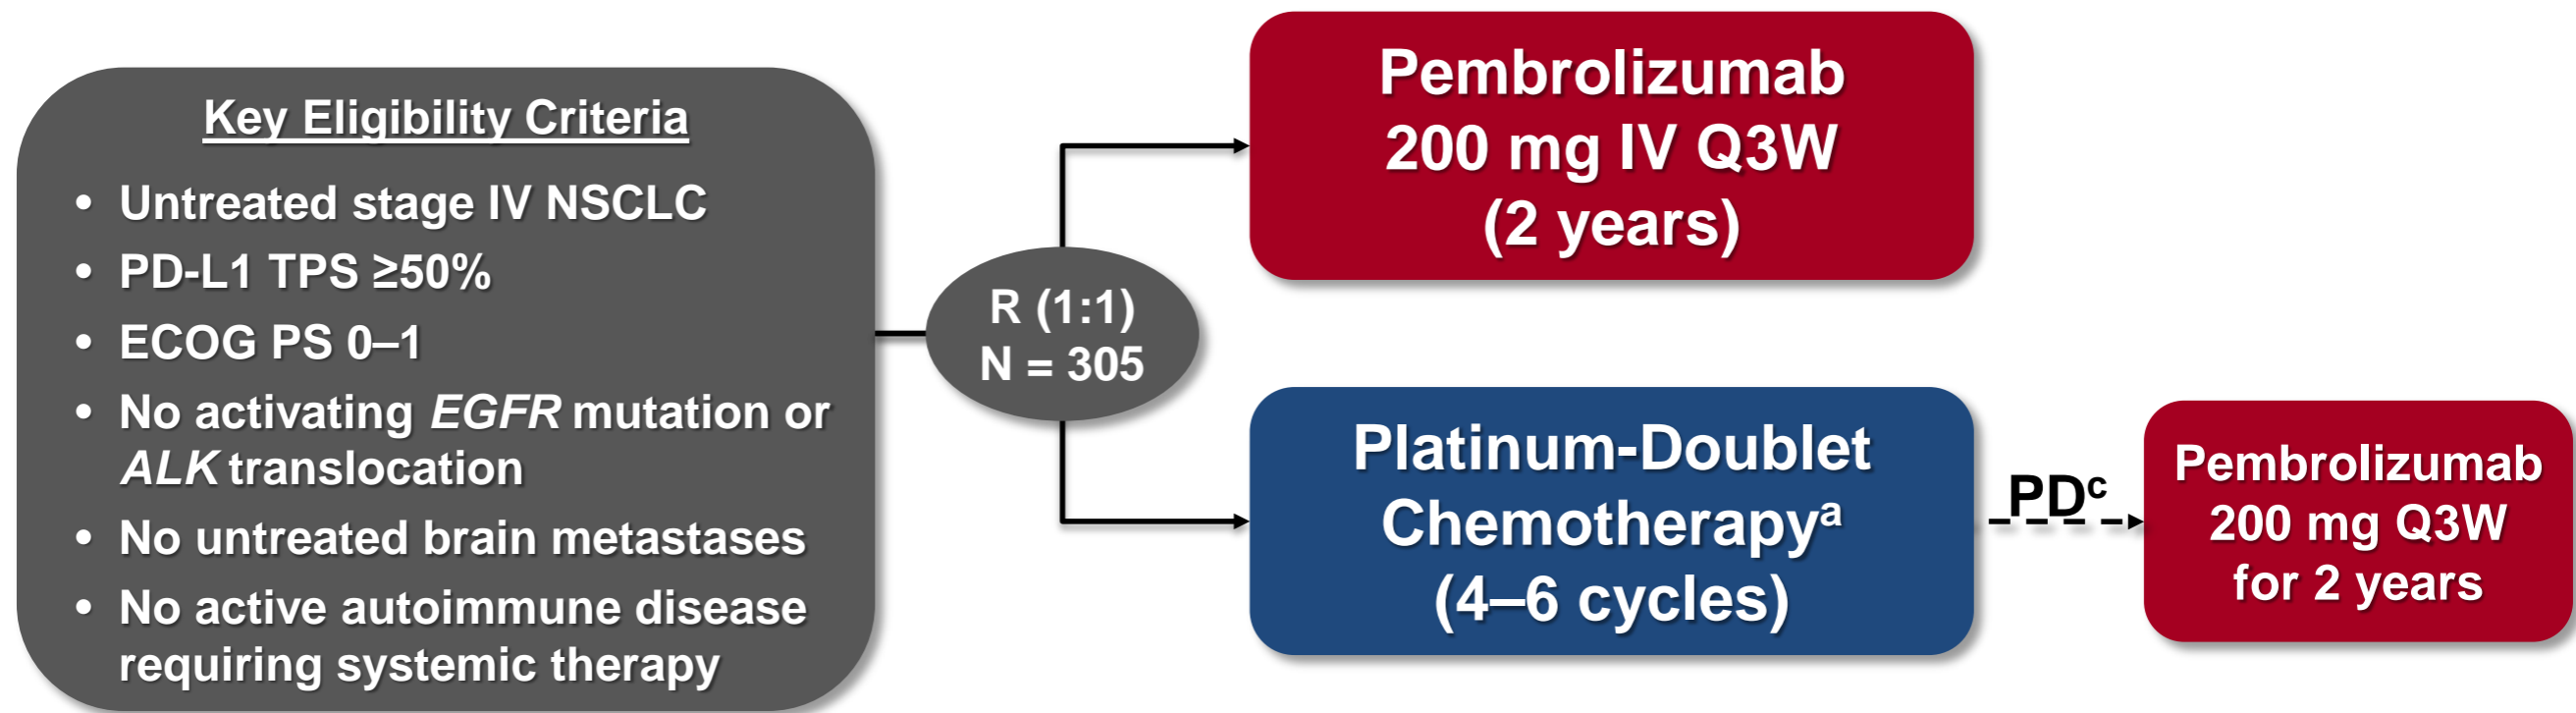 Key Eligibility Criteria
• Untreated stage IV NSCLC
• PD-L1 TPS ≥50%
• ECOG PS 0–1
• No activating EGFR mutation or
ALK translocation
• No untreated brain metastases
• No active autoimmune disease
requiring systemic therapy
R (1:1)
N = 305
Pembrolizumab
200 mg IV Q3W
(2 years)
Platinum-Doublet
Chemotherapyᵃ
(4–6 cycles)
PDᶜ
Pembrolizumab
200 mg Q3W
for 2 years